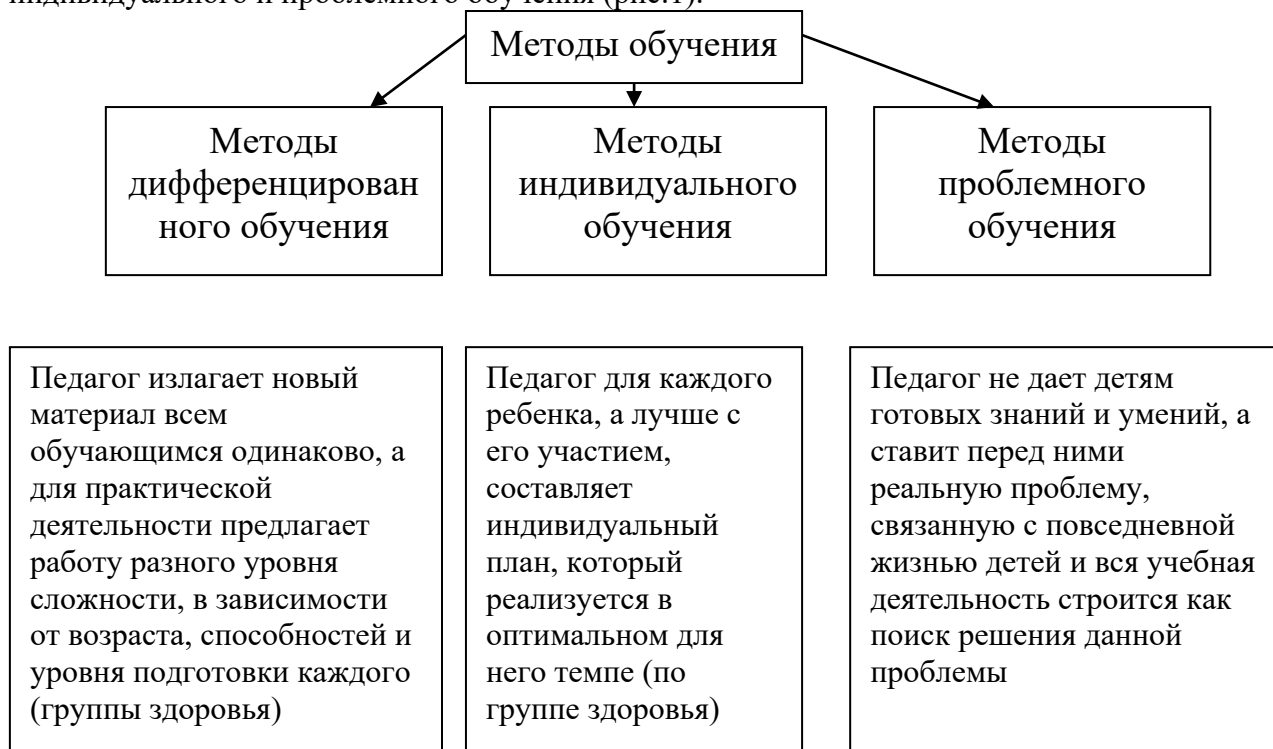 индивидуального и проблемного обучения (рис.1).
Методы обучения
Методы
дифференцирован
ного обучения
Методы
индивидуального
обучения
Методы
проблемного
обучения
Педагог излагает новый
материал всем
обучающимся одинаково, а
для практической
деятельности предлагает
работу разного уровня
сложности, в зависимости
от возраста, способностей и
уровня подготовки каждого
(группы здоровья)
Педагог для каждого
ребенка, а лучше с
его участием,
составляет
индивидуальный
план, который
реализуется в
оптимальном для
него темпе (по
группе здоровья)
Педагог не дает детям
готовых знаний и умений, а
ставит перед ними
реальную проблему,
связанную с повседневной
жизнью детей и вся учебная
деятельность строится как
поиск решения данной
проблемы